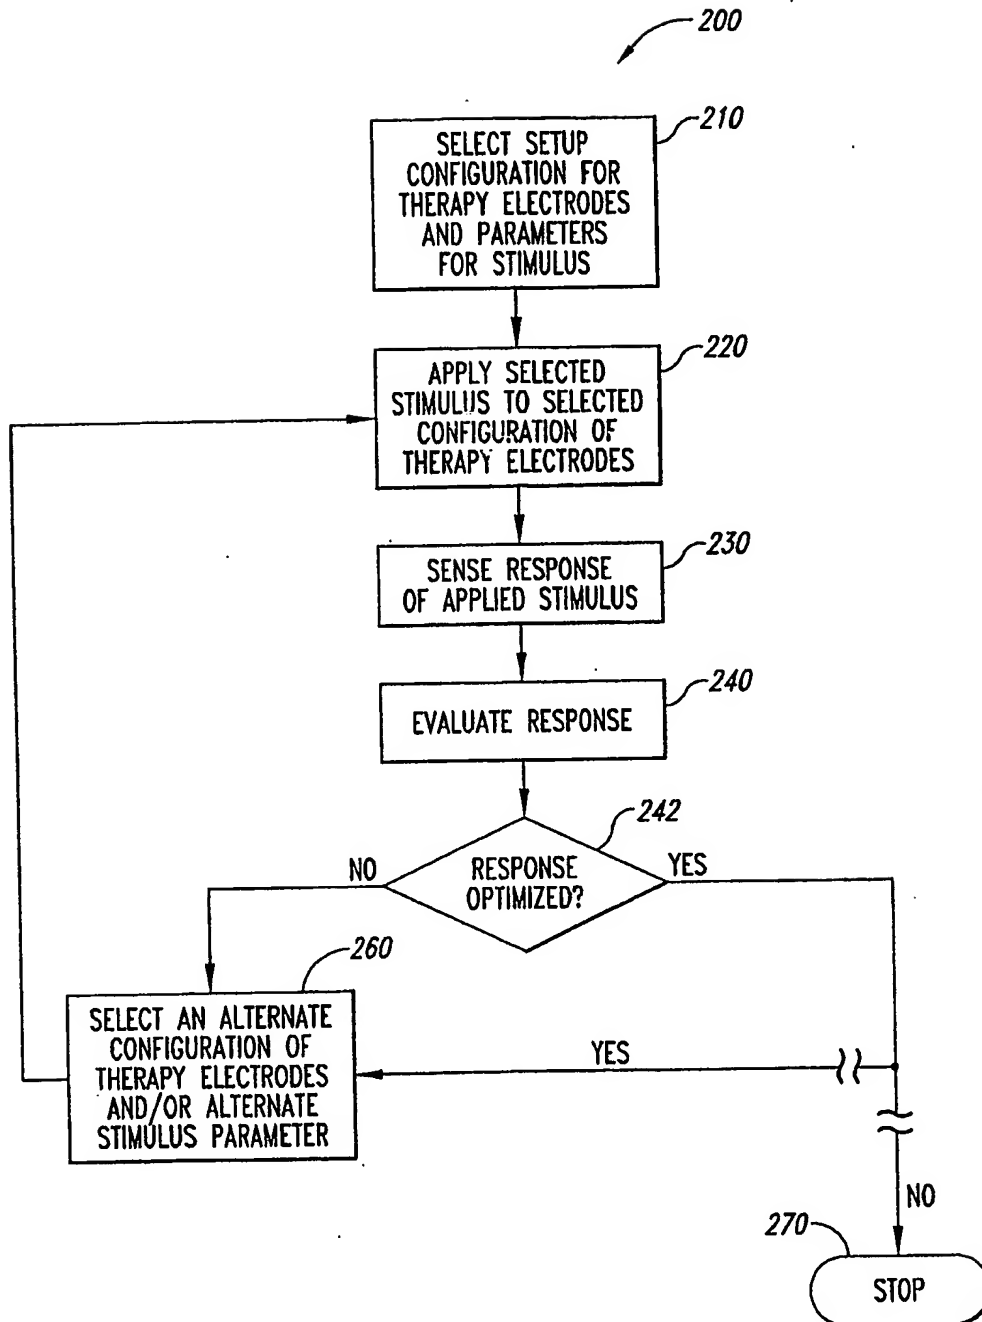 200
210
SELECT SETUP
CONFIGURATION FOR
THERAPY ELECTRODES
AND PARAMETERS
FOR STIMULUS
220
APPLY SELECTED
STIMULUS TO SELECTED
CONFIGURATION OF
THERAPY ELECTRODES
230
SENSE RESPONSE
OF APPLIED STIMULUS
240
EVALUATE RESPONSE
242
NO
RESPONSE
OPTIMIZED?
YES
260
SELECT AN ALTERNATE
CONFIGURATION OF
THERAPY ELECTRODES
AND/OR ALTERNATE
STIMULUS PARAMETER
YES
NO
270
STOP